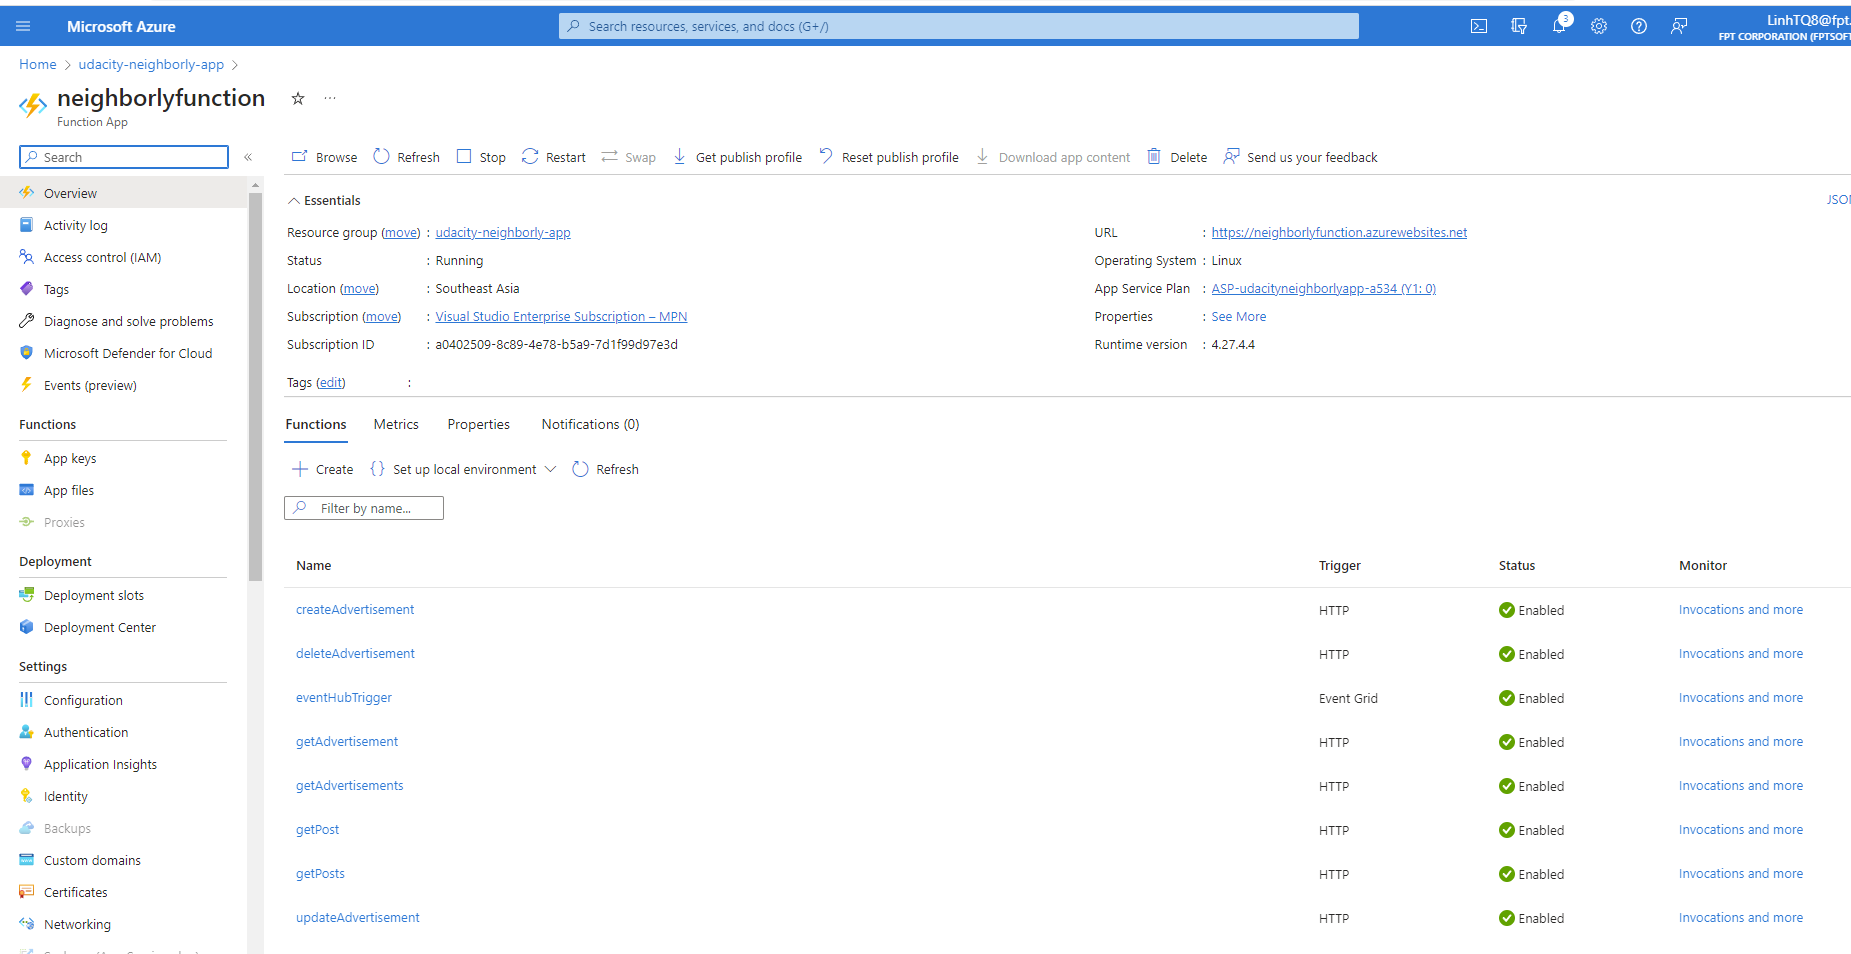 Microsoft Azure
Search resources, services, and docs (G+/)
3
LinhTQ8@fpt.
FPT CORPORATION (FPTSOFT
Home > udacity-neighborly-app >
neighborlyfunction
Function App
Search
«
Overview
Activity log
Access control (IAM)
Tags
Diagnose and solve problems
Microsoft Defender for Cloud
Events (preview)
Functions
App keys
App files
Proxies
Deployment
Deployment slots
Deployment Center
Settings
Configuration
Authentication
Application Insights
Identity
Backups
Custom domains
Certificates
Networking
Browse Refresh Stop Restart Swap Get publish profile Reset publish profile Download app content Delete Send us your feedback
Essentials
JSON
Resource group (move) : udacity-neighborly-app
Status : Running
Location (move) : Southeast Asia
Subscription (move) : Visual Studio Enterprise Subscription – MPN
Subscription ID : a0402509-8c89-4e78-b5a9-7d1f99d97e3d
Tags (edit) :
URL : https://neighborlyfunction.azurewebsites.net
Operating System : Linux
App Service Plan : ASP-udacityneighborlyapp-a534 (Y1: 0)
Properties : See More
Runtime version : 4.27.4.4
Functions Metrics Properties Notifications (0)
Create {} Set up local environment Refresh
Filter by name...
Name Trigger Status Monitor
createAdvertisement HTTP Enabled Invocations and more
deleteAdvertisement HTTP Enabled Invocations and more
eventHubTrigger Event Grid Enabled Invocations and more
getAdvertisement HTTP Enabled Invocations and more
getAdvertisements HTTP Enabled Invocations and more
getPost HTTP Enabled Invocations and more
getPosts HTTP Enabled Invocations and more
updateAdvertisement HTTP Enabled Invocations and more